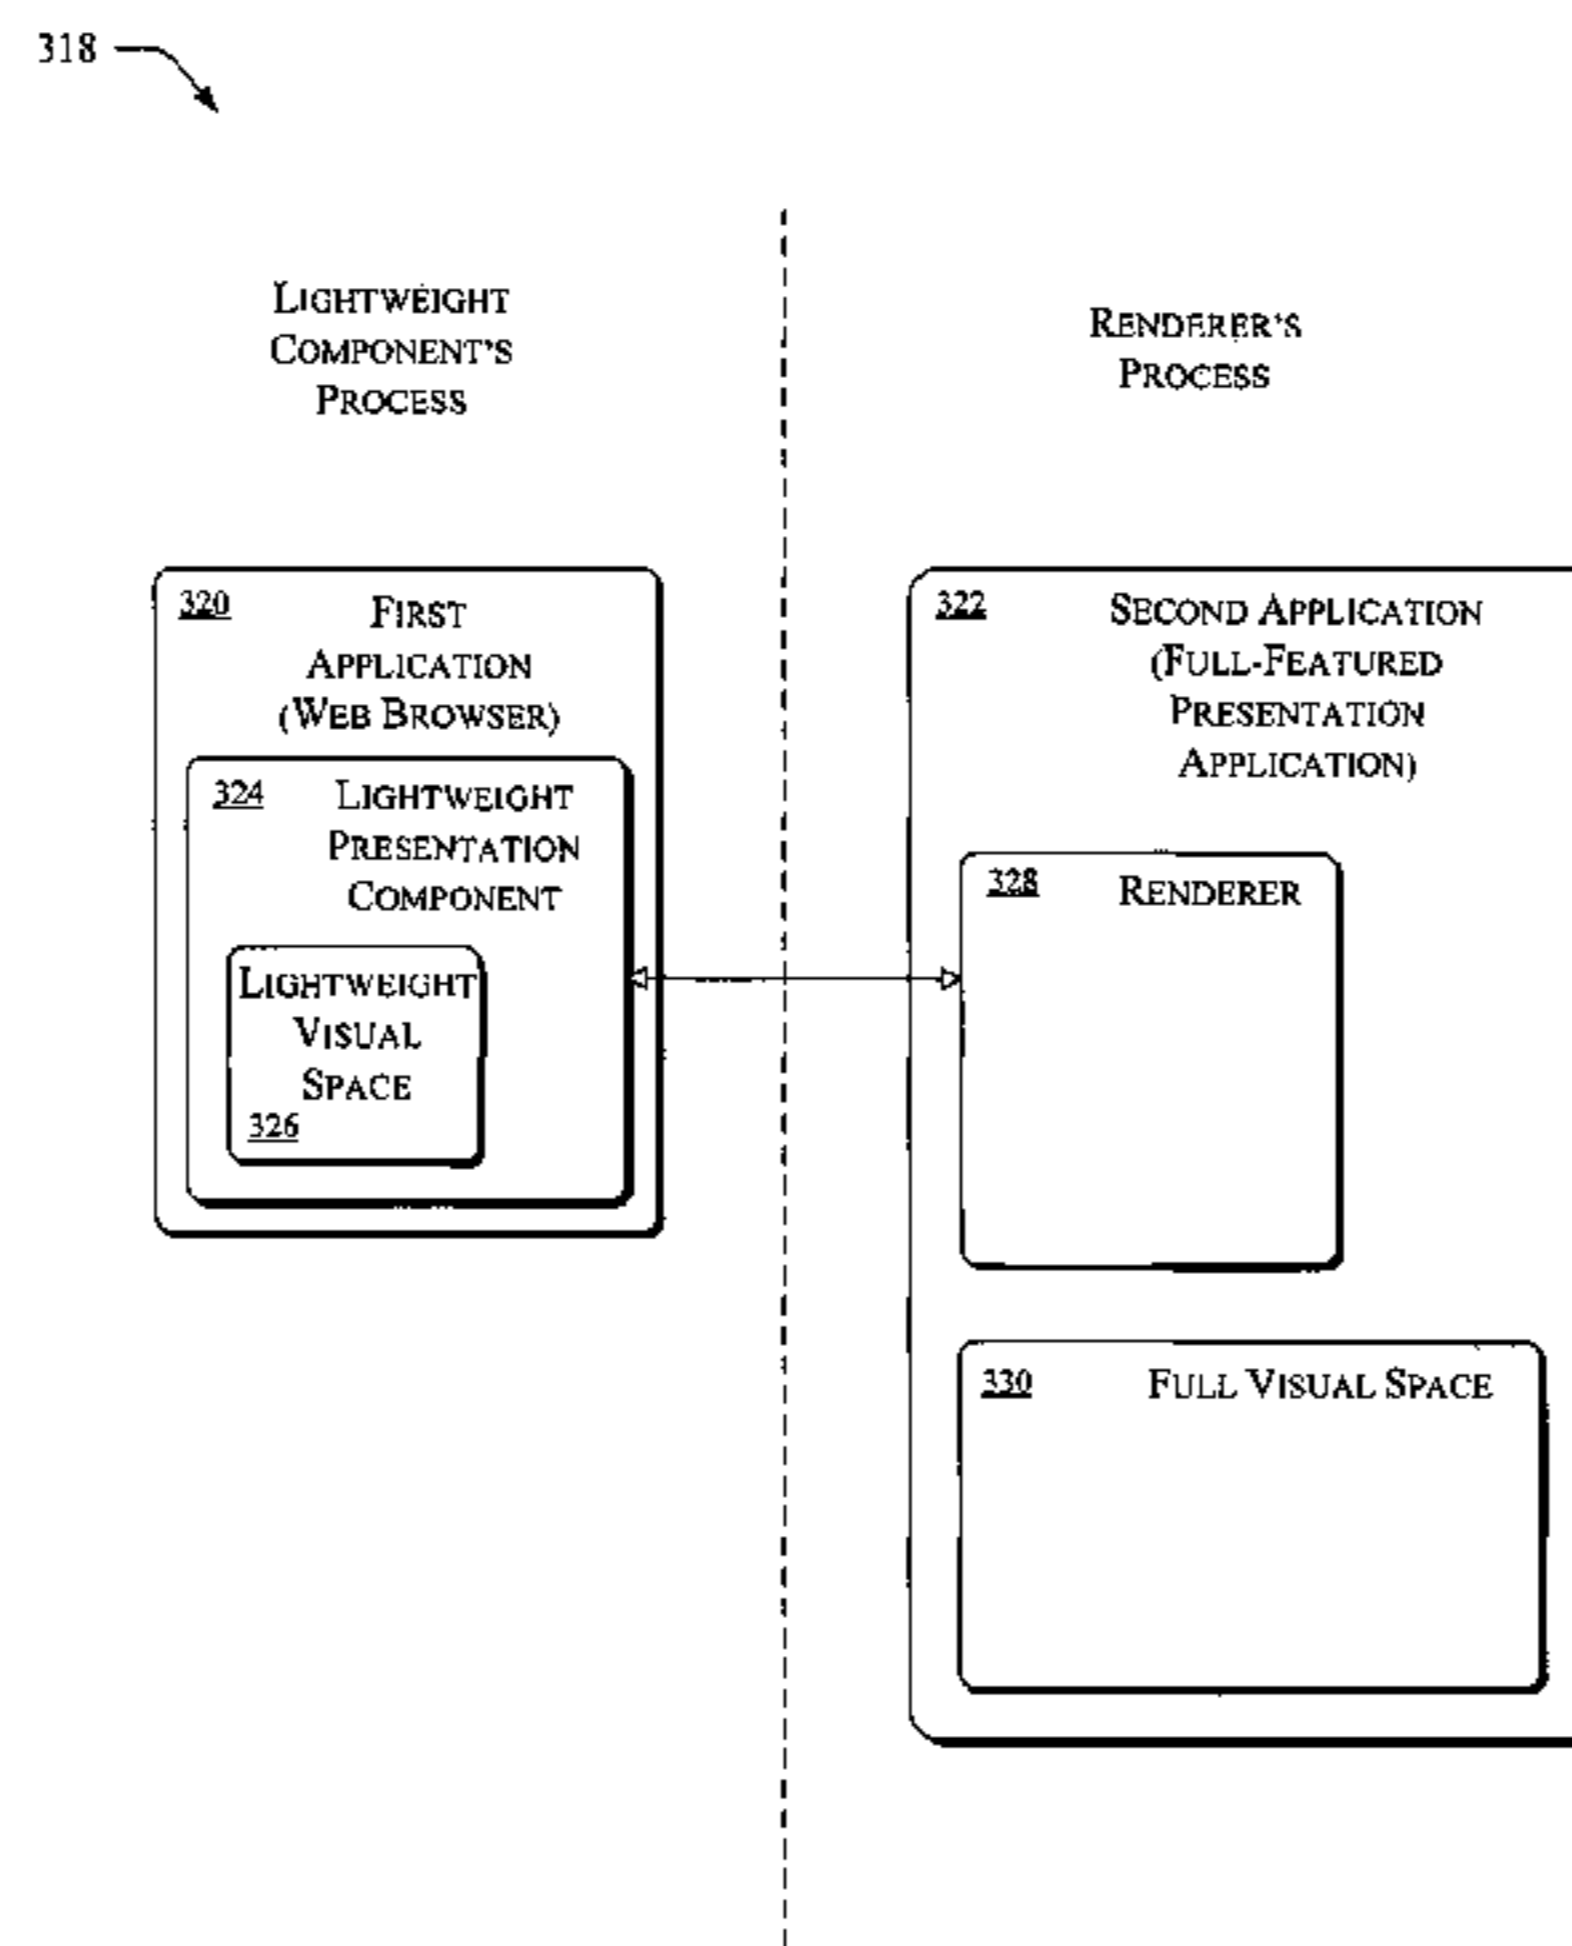 318
LIGHTWEIGHT
COMPONENT'S
PROCESS
RENDERER'S
PROCESS
320 FIRST
APPLICATION
(WEB BROWSER)
324 LIGHTWEIGHT
PRESENTATION
COMPONENT
LIGHTWEIGHT
VISUAL
SPACE
326
322 SECOND APPLICATION
(FULL-FEATURED
PRESENTATION
APPLICATION)
328 RENDERER
330 FULL VISUAL SPACE